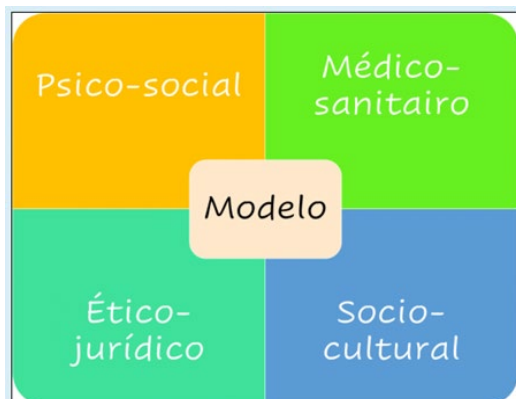 Psico-social
Médico-
sanitairo
Modelo
Ético-
jurídico
Socio-
cultural